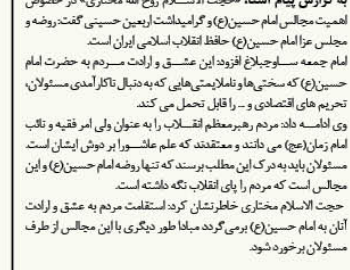 به گزارش پیام آشنا، «حجت الاسلام روح الله مختاری» در خصوص
اهمیت مجالس امام حسین(ع) و گرامیداشت اربعین حسینی گفت: روضه و
مجلس عزا امام حسین(ع) حافظ انقلاب اسلامی ایران است.
امام جمعه ساوجبلاغ افزود: این عشق و ارادت مردم به حضرت امام
حسین(ع) که سختی‌ها و ناملایمتی‌هایی که به دنبال ناکارآمدی مسئولان،
تحریم های اقتصادی و ... را قابل تحمل می کند.
وی ادامه داد: مردم رهبرمعظم انقلاب را به عنوان ولی امر فقیه و نائب
امام زمان(عج) می دانند و معتقدند که علم عاشورا بر دوش ایشان است.
مسئولان باید به درک این مطلب برسند که تنها روضه امام حسین(ع) و این
مجالس است که مردم را پای انقلاب نگه داشته است.
حجت الاسلام مختاری خاطرنشان کرد: استقامت مردم به عشق و ارادت
آنان به امام حسین(ع) برمی‌گردد مبادا طور دیگری با این مجالس از طرف
مسئولان برخورد شود.